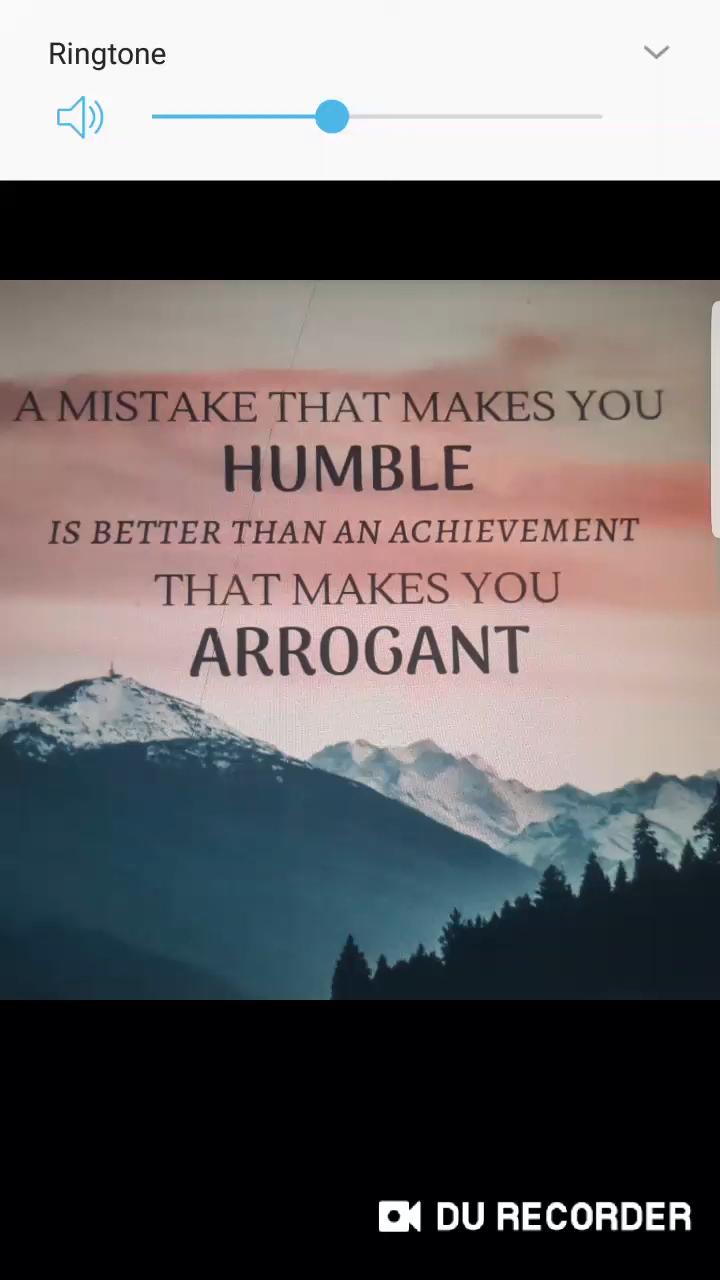 Ringtone
A MISTAKE THAT MAKES YOU
HUMBLE
IS BETTER THAN AN ACHIEVEMENT
THAT MAKES YOU
ARROGANT
DU RECORDER